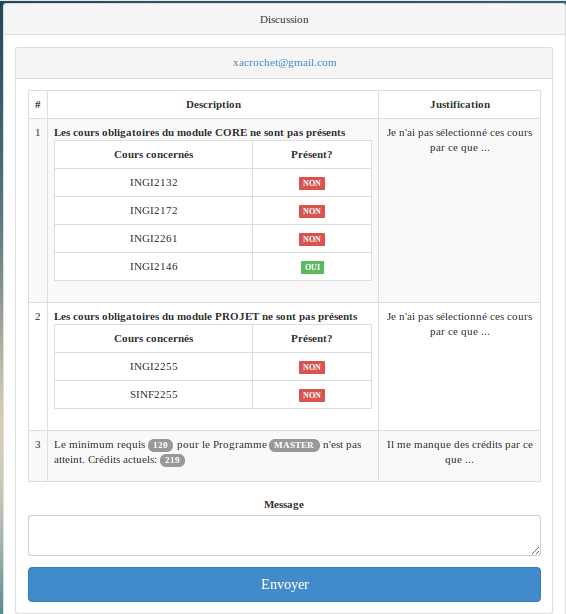 Discussion
xacrochet@gmail.com
# Description Justification
1 Les cours obligatoires du module CORE ne sont pas présents
Je n'ai pas sélectionné ces cours
par ce que ...
Cours concernés Présent?
INGI2132 NON
INGI2172 NON
INGI2261 NON
INGI2146 OUI
2 Les cours obligatoires du module PROJET ne sont pas présents
Je n'ai pas sélectionné ces cours
par ce que ...
Cours concernés Présent?
INGI2255 NON
SINF2255 NON
3 Le minimum requis 120 pour le Programme MASTER n'est pas
atteint. Crédits actuels: 219
Il me manque des crédits par ce
que ...
Message
Envoyer